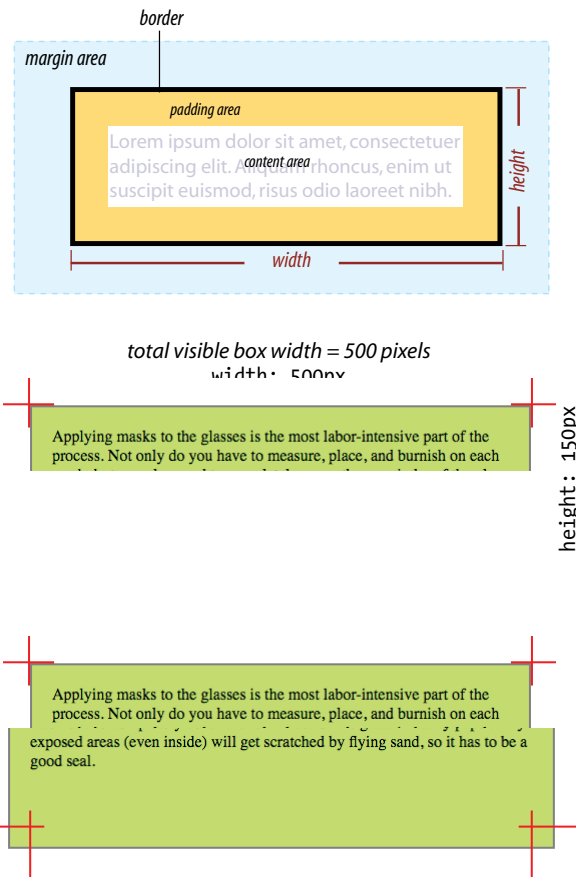 border
margin area
padding area
Lorem ipsum dolor sit amet, consectetuer
adipiscing elit. Aliquam rhoncus, enim ut
content area
suscipit euismod, risus odio laoreet nibh.
height
width
total visible box width = 500 pixels
width: 500px
Applying masks to the glasses is the most labor-intensive part of the
process. Not only do you have to measure, place, and burnish on each
height: 150px
Applying masks to the glasses is the most labor-intensive part of the
process. Not only do you have to measure, place, and burnish on each
exposed areas (even inside) will get scratched by flying sand, so it has to be a
good seal.